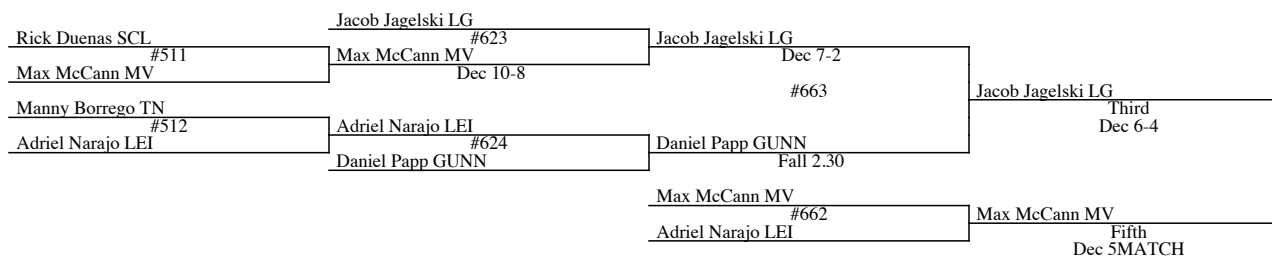 Jacob Jagelski LG
Rick Duenas SCL
#623
Jacob Jagelski LG
#511
Max McCann MV
Dec 7-2
Max McCann MV
Dec 10-8
#663
Jacob Jagelski LG
Manny Borrego TN
Third
#512
Adriel Narajo LEI
Dec 6-4
Adriel Narajo LEI
#624
Daniel Papp GUNN
Daniel Papp GUNN
Fall 2.30
Max McCann MV
#662
Max McCann MV
Adriel Narajo LEI
Fifth
Dec 5MATCH